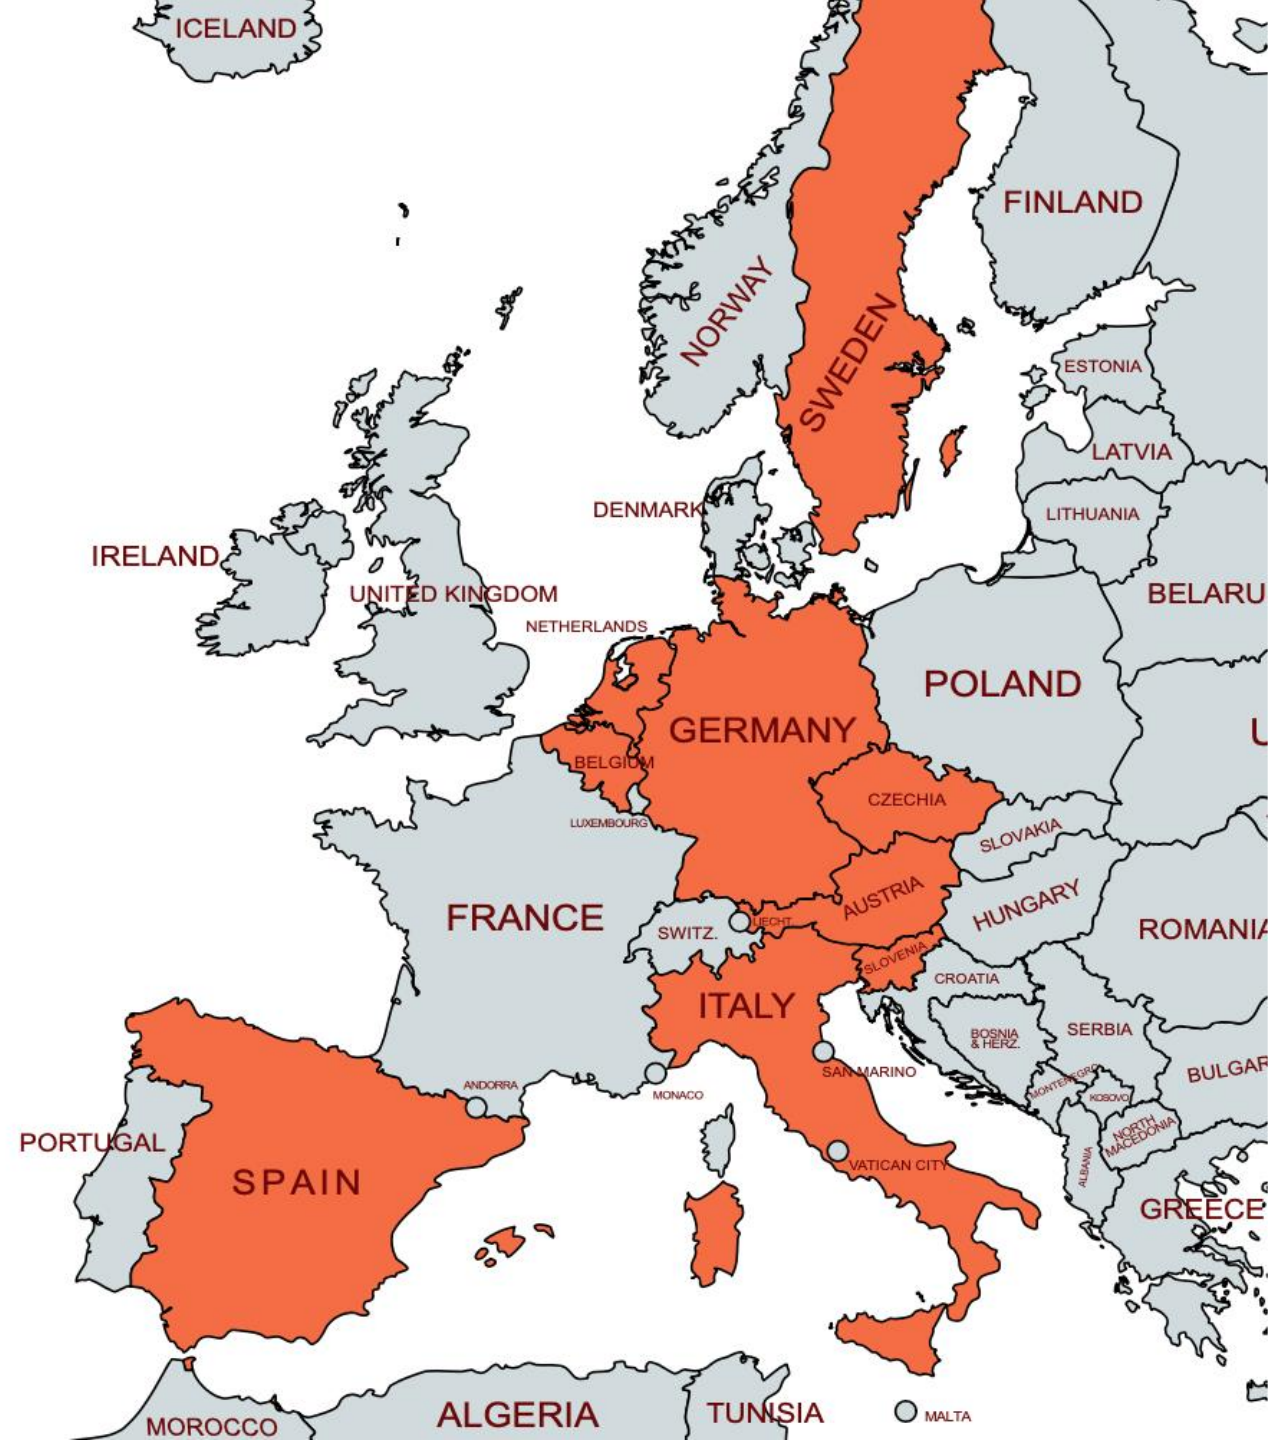 ICELAND
FINLAND
NORWAY
SWEDEN
ESTONIA
LATVIA
DENMARK
LITHUANIA
IRELAND
UNITED KINGDOM
BELARU
NETHERLANDS
POLAND
GERMANY
U
BELGIUM
CZECHIA
LUXEMBOURG
SLOVAKIA
AUSTRIA
HUNGARY
FRANCE
LIECHT.
SWITZ.
ROMANIA
SLOVENIA
CROATIA
ITALY
SERBIA
BOSNIA
& HERZ.
SAN MARINO
BULGAR
MONTENEGRO
ANDORRA
MONACO
KOSOVO
NORTH
MACEDONIA
PORTUGAL
VATICAN CITY
ALBANIA
SPAIN
GREECE
ALGERIA
TUNISIA
MALTA
MOROCCO